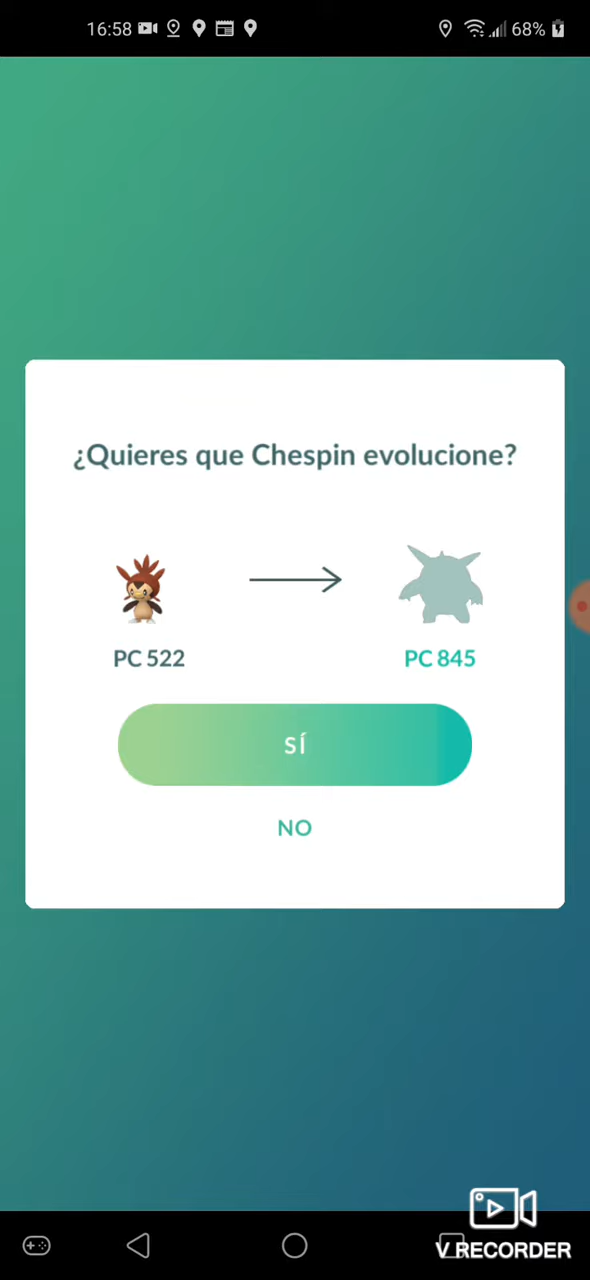 16:58 68%
¿Quieres que Chespin evolucione?
PC 522 PC 845
SÍ
NO
V RECORDER